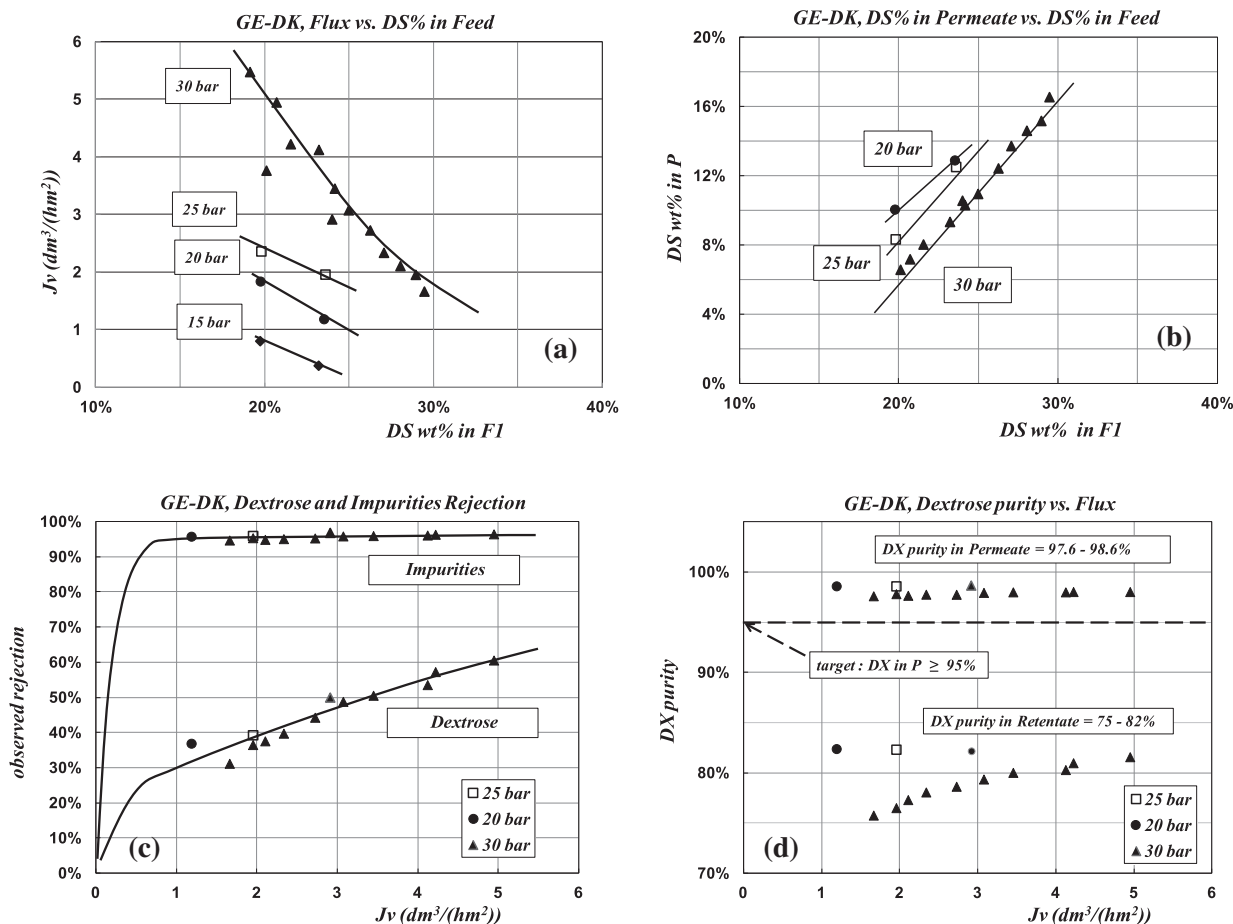 GE-DK, Flux vs. DS% in Feed
6
5
4
3
2
1
0
Jv (dm³/(hm²))
30 bar
25 bar
20 bar
15 bar
(a)
10%
20%
30%
40%
DS wt% in F1
GE-DK, DS% in Permeate vs. DS% in Feed
20%
16%
12%
8%
4%
0%
DS wt% in P
20 bar
25 bar
30 bar
(b)
10%
20%
30%
40%
DS wt% in F1
GE-DK, Dextrose and Impurities Rejection
100%
90%
80%
70%
60%
50%
40%
30%
20%
10%
0%
observed rejection
Impurities
Dextrose
25 bar
20 bar
30 bar
(c)
0
1
2
3
4
5
6
Jv (dm³/(hm²))
GE-DK, Dextrose purity vs. Flux
100%
90%
80%
70%
DX purity
DX purity in Permeate = 97.6 - 98.6%
target : DX in P ≥ 95%
DX purity in Retentate = 75 - 82%
25 bar
20 bar
30 bar
(d)
0
1
2
3
4
5
6
Jv (dm³/(hm²))